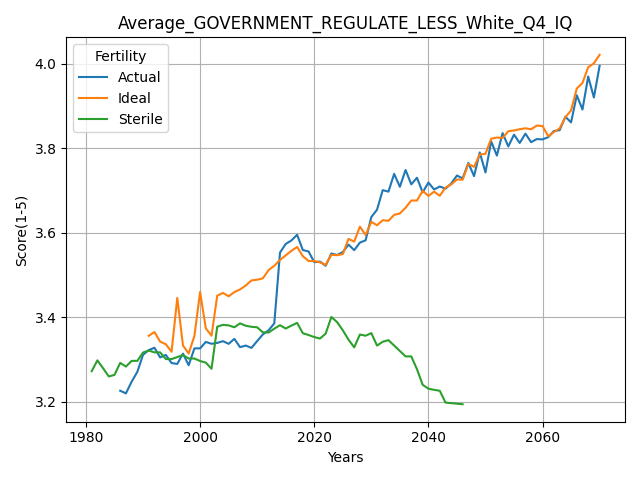 Average_GOVERNMENT_REGULATE_LESS_White_Q4_IQ
Fertility
Actual
Ideal
Sterile
Score(1-5)
4.0
3.8
3.6
3.4
3.2
1980
2000
2020
2040
2060
Years